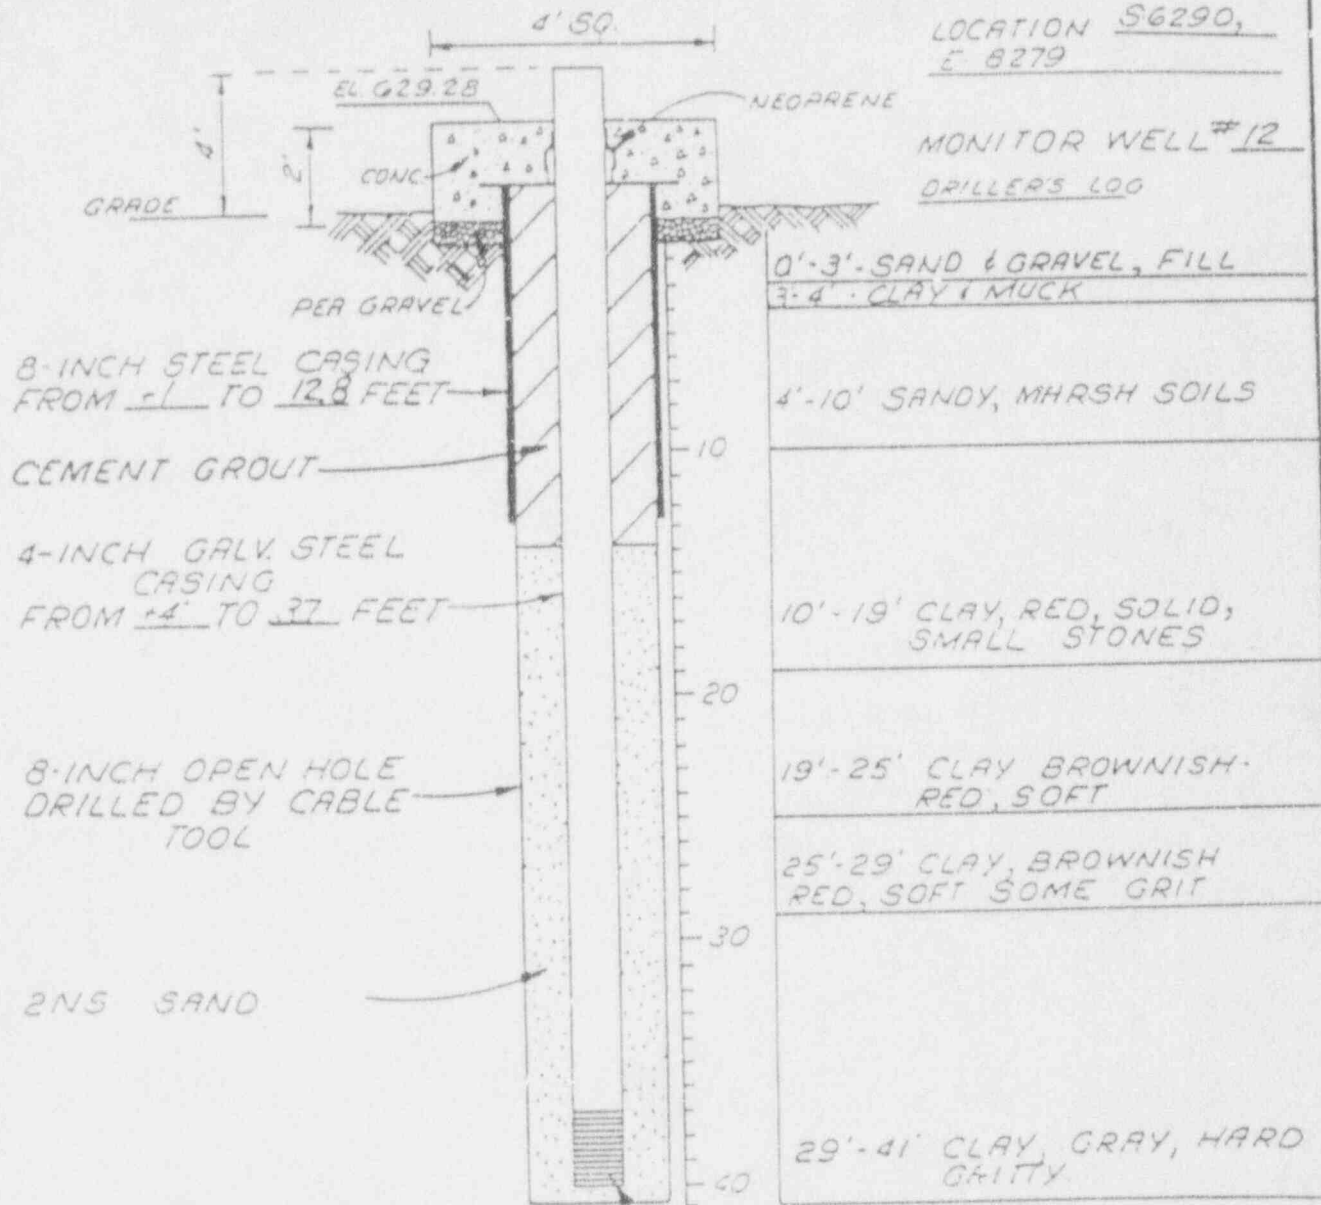 4' SQ.
LOCATION S6290,
E 8279
EL. 629.28
NEOPRENE
4'
2'
CONC.
MONITOR WELL #12
DRILLER'S LOG
GRADE
0'-3'-SAND & GRAVEL, FILL
3-4' - CLAY & MUCK
PEA GRAVEL
8-INCH STEEL CASING
FROM -1 TO 12.8 FEET
4'-10' SANDY, MARSH SOILS
10
CEMENT GROUT
4-INCH GALV. STEEL
CASING
FROM +4' TO 37 FEET
10'-19' CLAY, RED, SOLID,
SMALL STONES
20
8-INCH OPEN HOLE
DRILLED BY CABLE
TOOL
19'-25' CLAY BROWNISH-
RED, SOFT
25'-29' CLAY, BROWNISH
RED, SOFT SOME GRIT
30
2NS SAND
29'-41' CLAY, GRAY, HARD
GRITTY
40